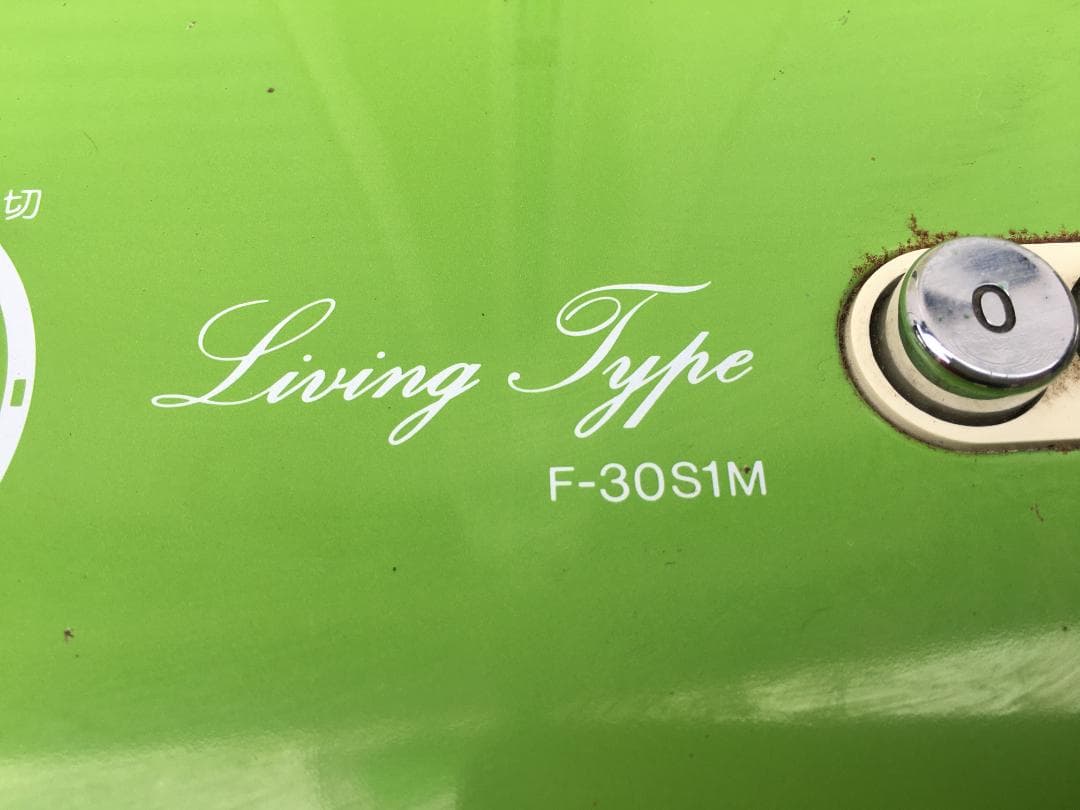 切
Living Type
0
F-30S1M